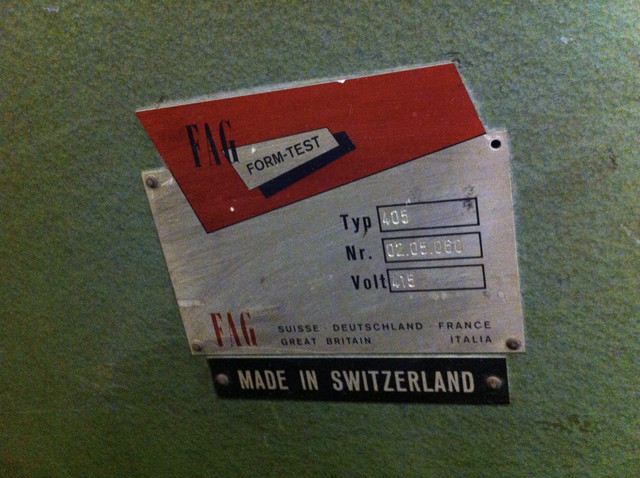 FAG
FORM-TEST
Typ 405
Nr. 02.05.060
Volt 415
FAG SUISSE DEUTSCHLAND FRANCE
GREAT BRITAIN ITALIA
MADE IN SWITZERLAND